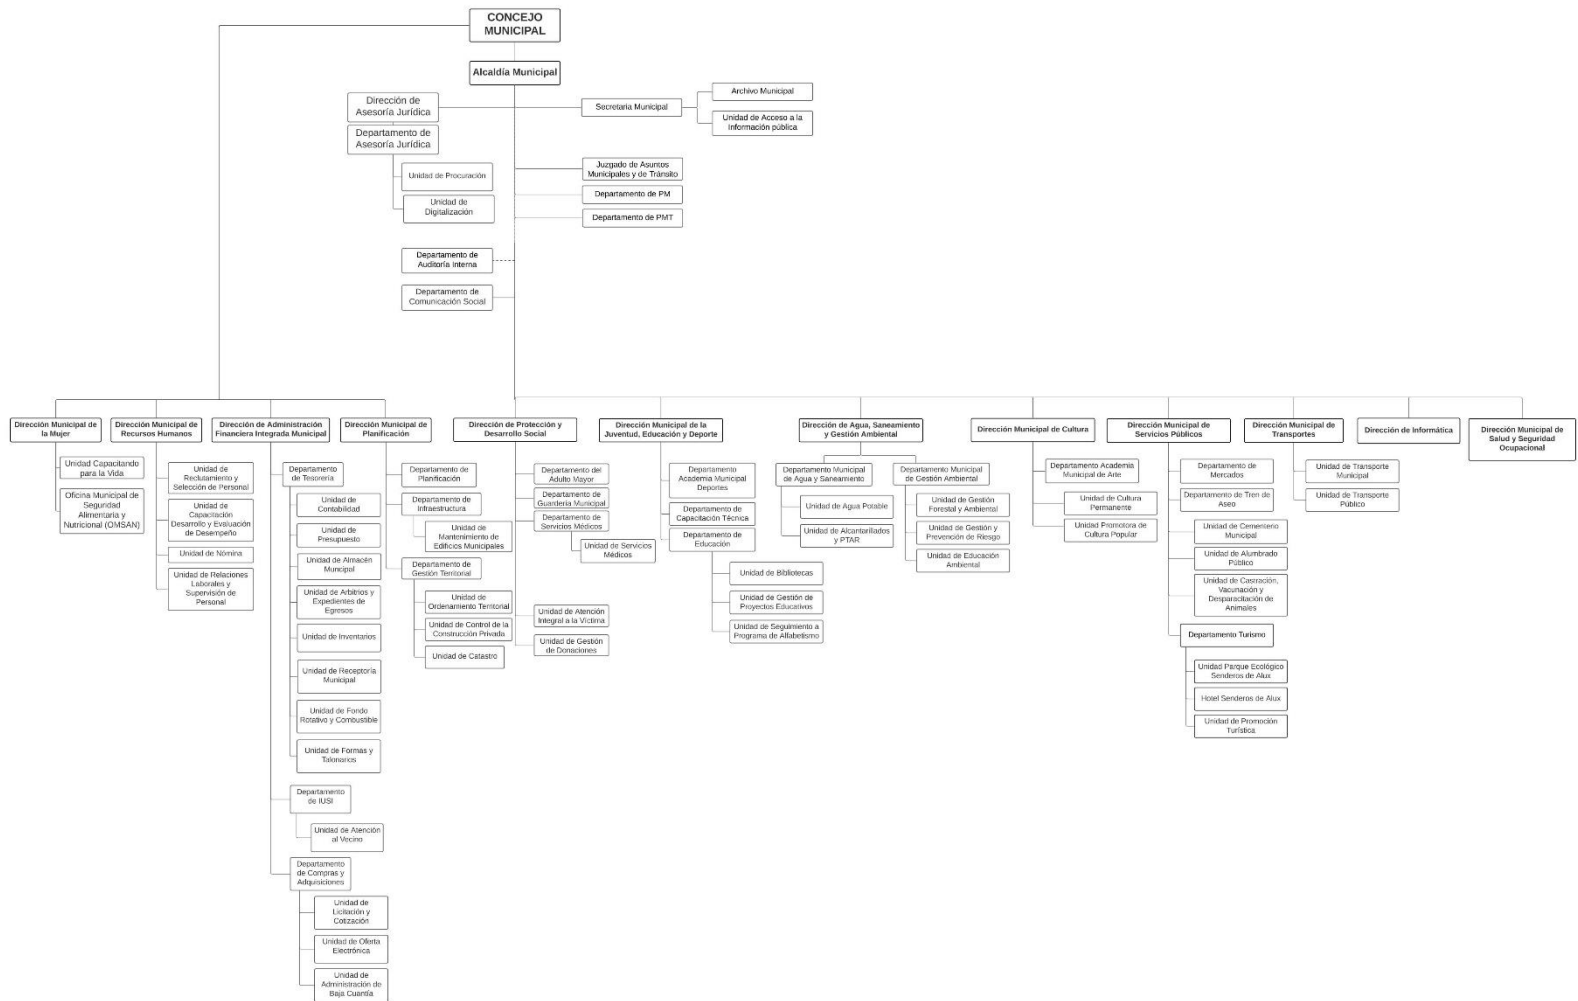 CONCEJO
MUNICIPAL
Alcaldía Municipal
Dirección de
Asesoría Jurídica
Departamento de
Asesoría Jurídica
Unidad de Procuración
Unidad de
Digitalización
Secretaria Municipal
Archivo Municipal
Unidad de Acceso a la
Información pública
Juzgado de Asuntos
Municipales y de Tránsito
Departamento de PM
Departamento de PMT
Departamento de
Auditoría Interna
Departamento de
Comunicación Social
Dirección Municipal de
la Mujer
Unidad Capacitando
para la Vida
Oficina Municipal de
Seguridad
Alimentaria y
Nutricional (OMSAN)
Dirección Municipal de
Recursos Humanos
Unidad de
Reclutamiento y
Selección de Personal
Unidad de
Capacitación
Desarrollo y Evaluación
de Desempeño
Unidad de Nómina
Unidad de Relaciones
Laborales y
Supervisión de
Personal
Dirección de Administración
Financiera Integrada Municipal
Departamento
de Tesorería
Unidad de
Contabilidad
Unidad de
Presupuesto
Unidad de Almacén
Muncipal
Unidad de Arbitrios y
Expedientes de
Egresos
Unidad de Inventarios
Unidad de Receptoría
Municipal
Unidad de Fondo
Rotativo y Combustible
Unidad de Formas y
Talonarios
Departamento
de IUSI
Unidad de Atención
al Vecino
Departamento
de Compras y
Adquisiciones
Unidad de
Licitación y
Cotización
Unidad de Oferta
Electrónica
Unidad de
Administración de
Baja Cuantía
Dirección Municipal de
Planificación
Departamento de
Planificación
Departamento de
Infraestructura
Unidad de
Mantenimiento de
Edificios Municipales
Departamento de
Gestión Territorial
Unidad de
Ordenamiento Territorial
Unidad de Control de la
Construcción Privada
Unidad de Catastro
Dirección de Protección y
Desarrollo Social
Departamento del
Adulto Mayor
Departamento de
Guardería Municipal
Departamento de
Servicios Médicos
Unidad de Servicios
Médicos
Unidad de Atención
Integral a la Víctima
Unidad de Gestión
de Donaciones
Dirección Municipal de la
Juventud, Educación y Deporte
Departamento
Academia Municipal
Deportes
Departamento de
Capacitación Técnica
Departamento de
Educación
Unidad de Bibliotecas
Unidad de Gestión de
Proyectos Educativos
Unidad de Seguimiento a
Programa de Alfabetismo
Dirección de Agua, Saneamiento
y Gestión Ambiental
Departamento Municipal
de Agua y Saneamiento
Unidad de Agua Potable
Unidad de Alcantarillados y
PTAR
Departamento Municipal
de Gestión Ambiental
Unidad de Gestión
Forestal y Ambiental
Unidad de Gestión y
Prevención de Riesgo
Unidad de Educación
Ambiental
Dirección Municipal de Cultura
Departamento Academia
Municipal de Arte
Unidad de Cultura
Permanente
Unidad Promotora de
Cultura Popular
Dirección Municipal de
Servicios Públicos
Departamento de
Mercados
Departamento de Tren de
Aseo
Unidad de Cementerio
Municipal
Unidad de Alumbrado
Público
Unidad de Castración,
Vacunación y
Desparacitación de
Animales
Departamento Turismo
Unidad Parque Ecológico
Senderos de Alux
Hotel Senderos de Alux
Unidad de Promoción
Turística
Dirección Municipal de
Transportes
Unidad de Transporte
Municipal
Unidad de Transporte
Público
Dirección de Informática
Dirección Municipal de
Salud y Seguridad
Ocupacional